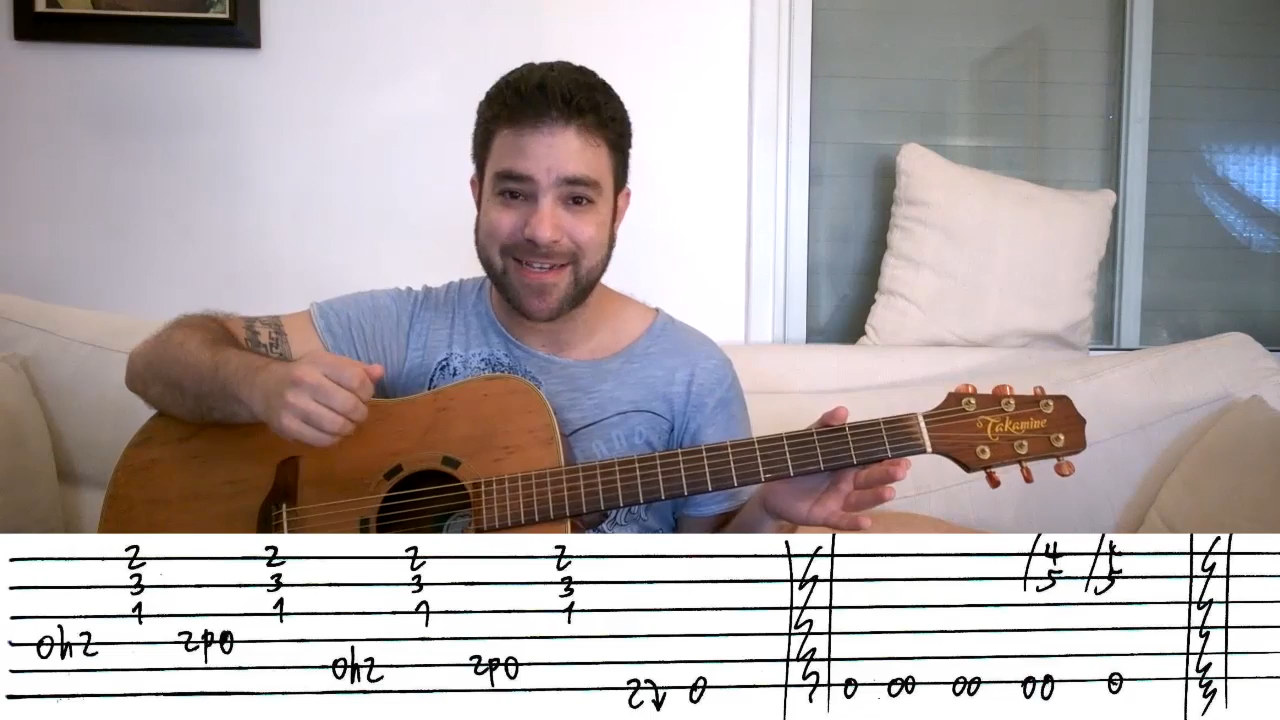 Takamine
2 2 2 2 4 4
3 3 3 3 5 5
1 1 1 1
0h2 2p0
0h2 2p0
2 0 0 00 00 00 0